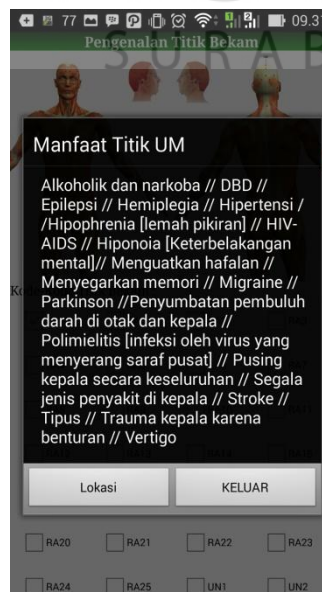 77
09.3
Pengenalan Titik Bekam
S U R A B
Manfaat Titik UM
Alkoholik dan narkoba // DBD //
Epilepsi // Hemiplegia // Hipertensi /
/Hipophrenia [lemah pikiran] // HIV-
AIDS // Hiponoia [Keterbelakangan
mental]// Menguatkan hafalan //
Menyegarkan memori // Migraine //
Parkinson //Penyumbatan pembuluh
darah di otak dan kepala //
Polimielitis [infeksi oleh virus yang
menyerang saraf pusat] // Pusing
kepala secara keseluruhan // Segala
jenis penyakit di kepala // Stroke //
Tipus // Trauma kepala karena
benturan // Vertigo
Lokasi KELUAR
RA20 RA21 RA22 RA23
RA24 RA25 UN1 UN2